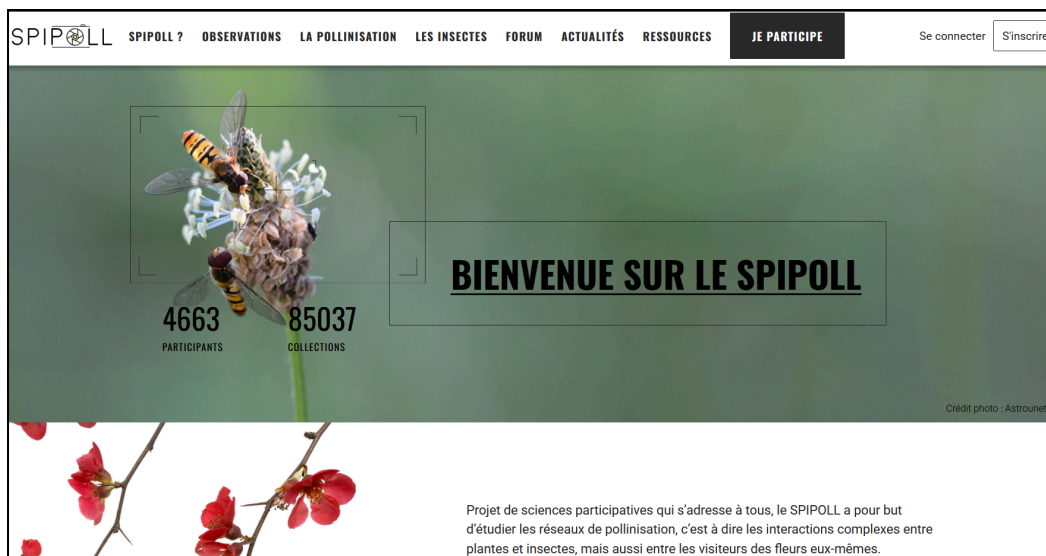 SPIPOLL
SPIPOLL ? OBSERVATIONS LA POLLINISATION LES INSECTES FORUM ACTUALITÉS RESSOURCES JE PARTICIPE Se connecter S'inscrire
BIENVENUE SUR LE SPIPOLL
4663 85037
PARTICIPANTS COLLECTIONS
Crédit photo : Astrounet
Projet de sciences participatives qui s'adresse à tous, le SPIPOLL a pour but
d'étudier les réseaux de pollinisation, c'est à dire les interactions complexes entre
plantes et insectes, mais aussi entre les visiteurs des fleurs eux-mêmes.